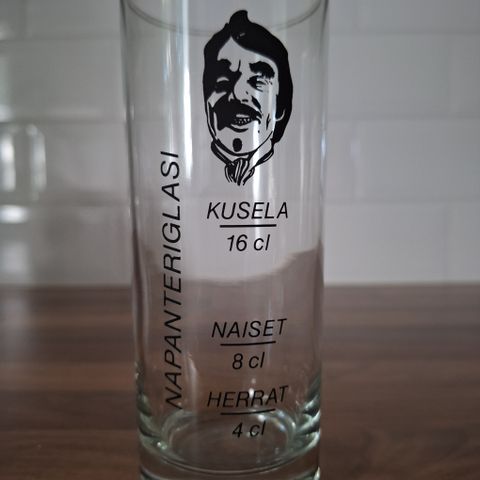 NAPANTERIGLASI
KUSELA
16 cl
NAISET
8 cl
HERRAT
4 cl